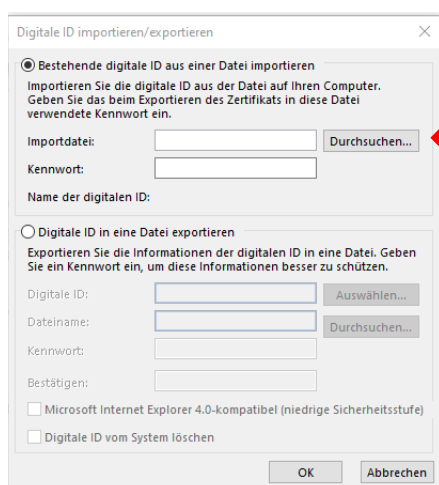 Digitale ID importieren/exportieren
Bestehende digitale ID aus einer Datei importieren
Importieren Sie die digitale ID aus der Datei auf Ihren Computer.
Geben Sie das beim Exportieren des Zertifikats in diese Datei
verwendete Kennwort ein.
Importdatei: Durchsuchen...
Kennwort:
Name der digitalen ID:
Digitale ID in eine Datei exportieren
Exportieren Sie die Informationen der digitalen ID in eine Datei. Geben
Sie ein Kennwort ein, um diese Informationen besser zu schützen.
Digitale ID: Auswählen...
Dateiname: Durchsuchen...
Kennwort:
Bestätigen:
Microsoft Internet Explorer 4.0-kompatibel (niedrige Sicherheitsstufe)
Digitale ID vom System löschen
OK Abbrechen